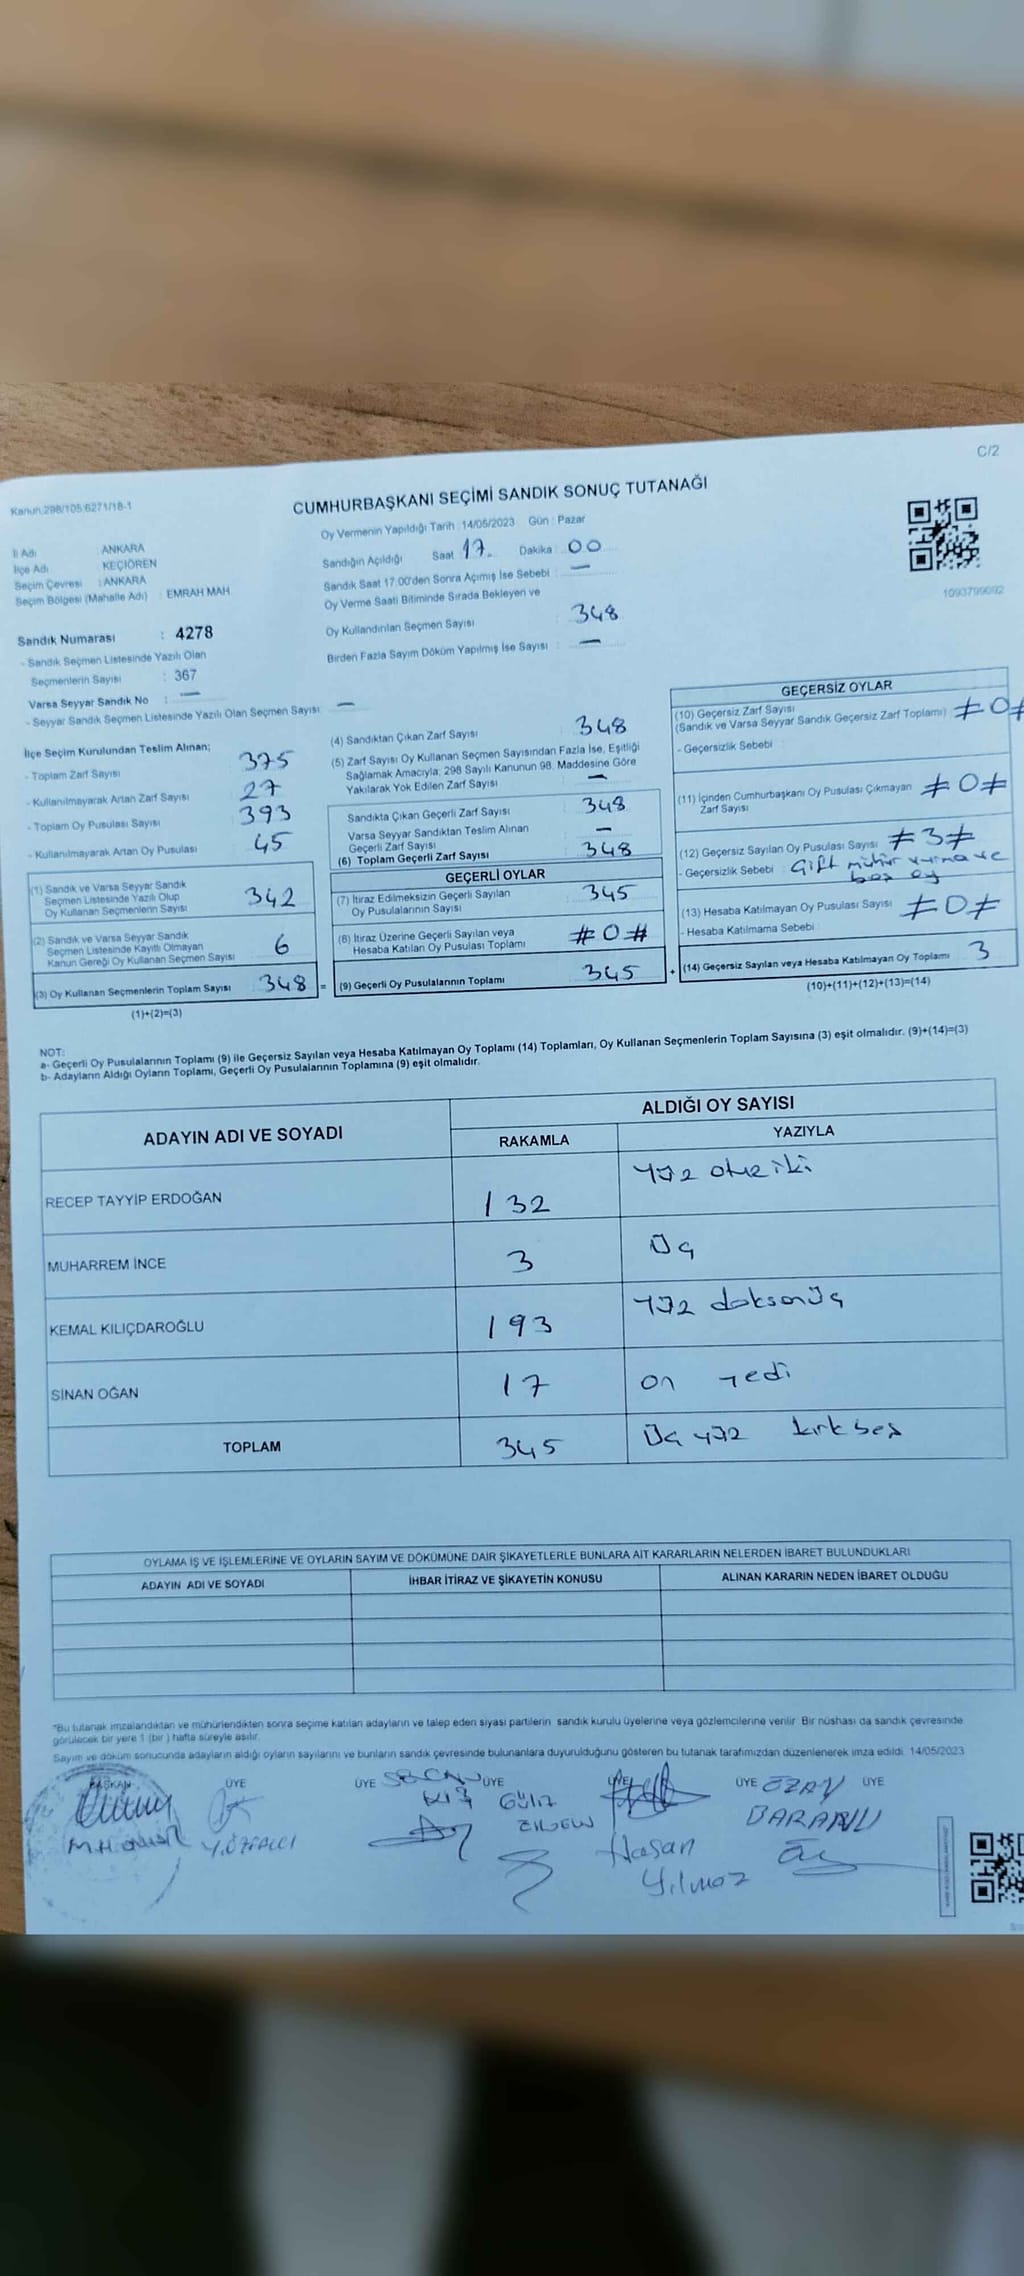 C/2
Kanun:298/105;6271/18-1
CUMHURBAŞKANI SEÇİMİ SANDIK SONUÇ TUTANAĞI
Oy Vermenin Yapıldığı Tarih : 14/05/2023 Gün : Pazar
İl Adı : ANKARA
İlçe Adı : KEÇİÖREN
Seçim Çevresi : ANKARA
Seçim Bölgesi (Mahalle Adı) : EMRAH MAH
Sandığın Açıldığı Saat 17. Dakika : 00
Sandık Saat 17.00'den Sonra Açılmış İse Sebebi : —
Oy Verme Saati Bitiminde Sırada Bekleyen ve
Oy Kullandırılan Seçmen Sayısı : 348
Birden Fazla Sayım Döküm Yapılmış İse Sayısı : —
1093799092
Sandık Numarası : 4278
- Sandık Seçmen Listesinde Yazılı Olan
Seçmenlerin Sayısı : 367
Varsa Seyyar Sandık No : —
- Seyyar Sandık Seçmen Listesinde Yazılı Olan Seçmen Sayısı: —
İlçe Seçim Kurulundan Teslim Alınan;
- Toplam Zarf Sayısı : 375
- Kullanılmayarak Artan Zarf Sayısı : 27
- Toplam Oy Pusulası Sayısı : 393
- Kullanılmayarak Artan Oy Pusulası : 45
(1) Sandık ve Varsa Seyyar Sandık
Seçmen Listesinde Yazılı Olup
Oy Kullanan Seçmenlerin Sayısı 342
(2) Sandık ve Varsa Seyyar Sandık
Seçmen Listesinde Kayıtlı Olmayan
Kanun Gereği Oy Kullanan Seçmen Sayısı 6
(3) Oy Kullanan Seçmenlerin Toplam Sayısı 348 =
(1)+(2)=(3)
(4) Sandıktan Çıkan Zarf Sayısı : 348
(5) Zarf Sayısı Oy Kullanan Seçmen Sayısından Fazla İse, Eşitliği
Sağlamak Amacıyla; 298 Sayılı Kanunun 98. Maddesine Göre
Yakılarak Yok Edilen Zarf Sayısı : —
Sandıkta Çıkan Geçerli Zarf Sayısı : 348
Varsa Seyyar Sandıktan Teslim Alınan
Geçerli Zarf Sayısı : —
(6) Toplam Geçerli Zarf Sayısı : 348
GEÇERLİ OYLAR
(7) İtiraz Edilmeksizin Geçerli Sayılan
Oy Pusulalarının Sayısı : 345
(8) İtiraz Üzerine Geçerli Sayılan veya
Hesaba Katılan Oy Pusulası Toplamı : # 0 #
(9) Geçerli Oy Pusulalarının Toplamı : 345 +
GEÇERSİZ OYLAR
(10) Geçersiz Zarf Sayısı
(Sandık ve Varsa Seyyar Sandık Geçersiz Zarf Toplamı) : ≠0≠
- Geçersizlik Sebebi :
(11) İçinden Cumhurbaşkanı Oy Pusulası Çıkmayan
Zarf Sayısı : ≠0≠
(12) Geçersiz Sayılan Oy Pusulası Sayısı : ≠3≠
- Geçersizlik Sebebi : Çift mühür vurma ve
boş oy
(13) Hesaba Katılmayan Oy Pusulası Sayısı : ≠0≠
- Hesaba Katılmama Sebebi :
(14) Geçersiz Sayılan veya Hesaba Katılmayan Oy Toplamı 3
(10)+(11)+(12)+(13)=(14)
NOT:
a- Geçerli Oy Pusulalarının Toplamı (9) ile Geçersiz Sayılan veya Hesaba Katılmayan Oy Toplamı (14) Toplamları, Oy Kullanan Seçmenlerin Toplam Sayısına (3) eşit olmalıdır. (9)+(14)=(3)
b- Adayların Aldığı Oyların Toplamı, Geçerli Oy Pusulalarının Toplamına (9) eşit olmalıdır.
ADAYIN ADI VE SOYADI ALDIĞI OY SAYISI
RAKAMLA YAZIYLA
RECEP TAYYİP ERDOĞAN 132 yüz otuz iki
MUHARREM İNCE 3 Üç
KEMAL KILIÇDAROĞLU 193 yüz doksanüç
SİNAN OĞAN 17 on yedi
TOPLAM 345 Üç yüz kırk beş
OYLAMA İŞ VE İŞLEMLERİNE VE OYLARIN SAYIM VE DÖKÜMÜNE DAİR ŞİKAYETLERLE BUNLARA AİT KARARLARIN NELERDEN İBARET BULUNDUKLARI
ADAYIN ADI VE SOYADI İHBAR İTİRAZ VE ŞİKAYETİN KONUSU ALINAN KARARIN NEDEN İBARET OLDUĞU
"Bu tutanak imzalandıktan ve mühürlendikten sonra seçime katılan adayların ve talep eden siyasi partilerin sandık kurulu üyelerine veya gözlemcilerine verilir. Bir nüshası da sandık çevresinde
görülecek bir yere 1 (bir) hafta süreyle asılır.
Sayım ve döküm sonucunda adayların aldığı oyların sayılarını ve bunların sandık çevresinde bulunanlara duyurulduğunu gösteren bu tutanak tarafımızdan düzenlenerek imza edildi. 14/05/2023
BAŞKAN ÜYE ÜYE ÜYE ÜYE ÜYE ÜYE
Hasan
Yılmaz